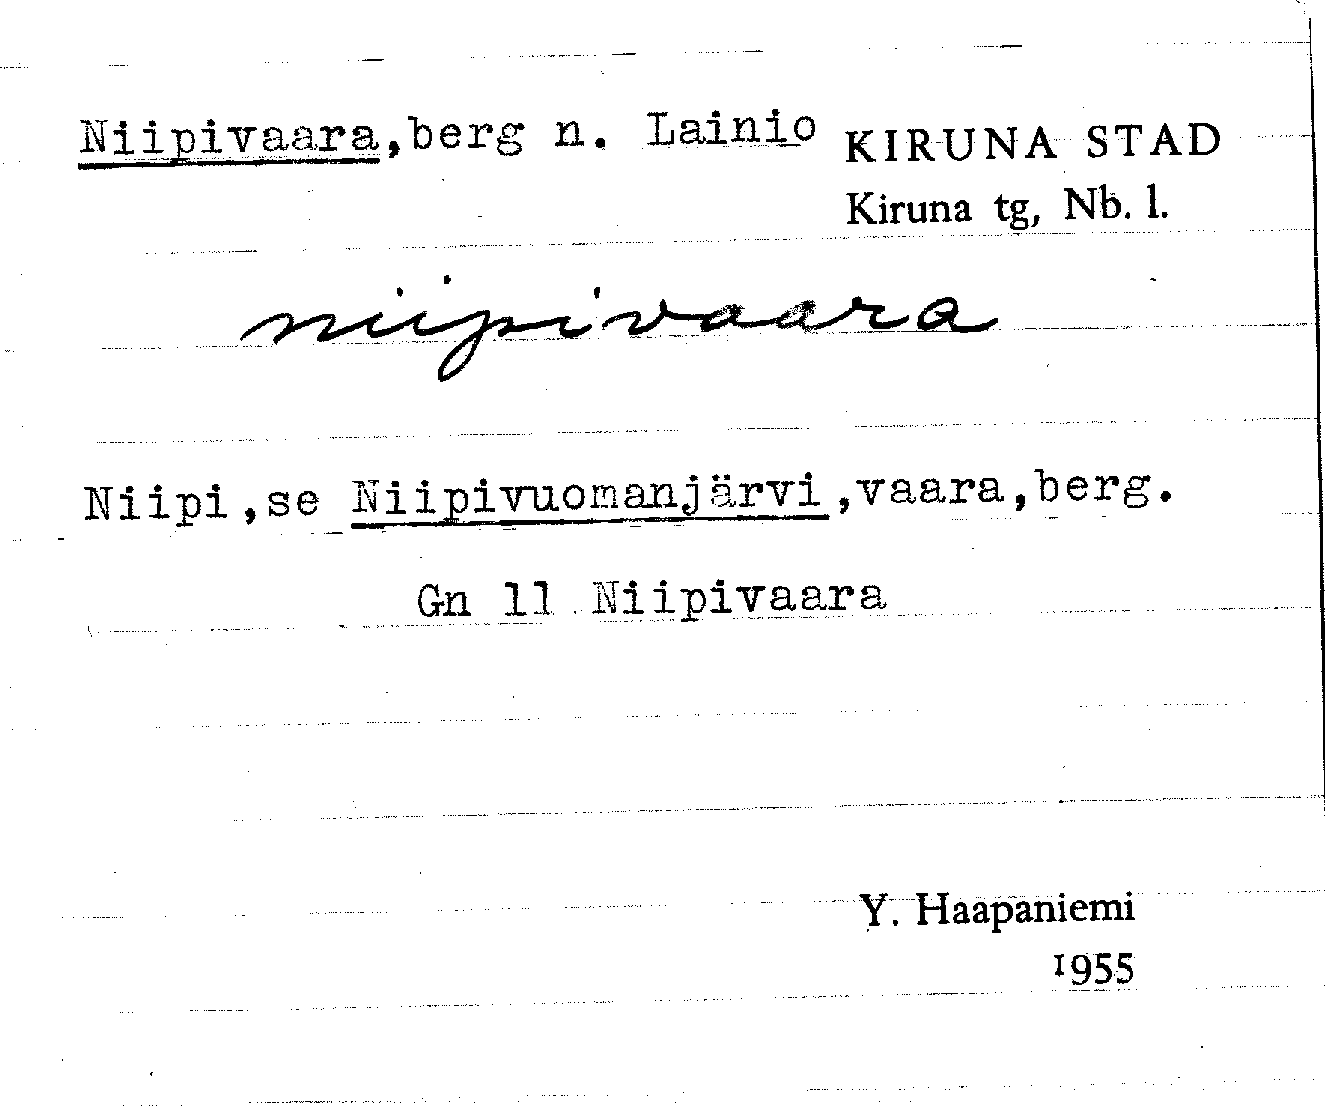 Niipivaara,berg n. Lainio KIRUNA STAD
Kiruna tg, Nb. l.
niipivaara
Niipi,se Niipivuomanjärvi,vaara,berg.
Gn 11 Niipivaara
Y. Haapaniemi
1955